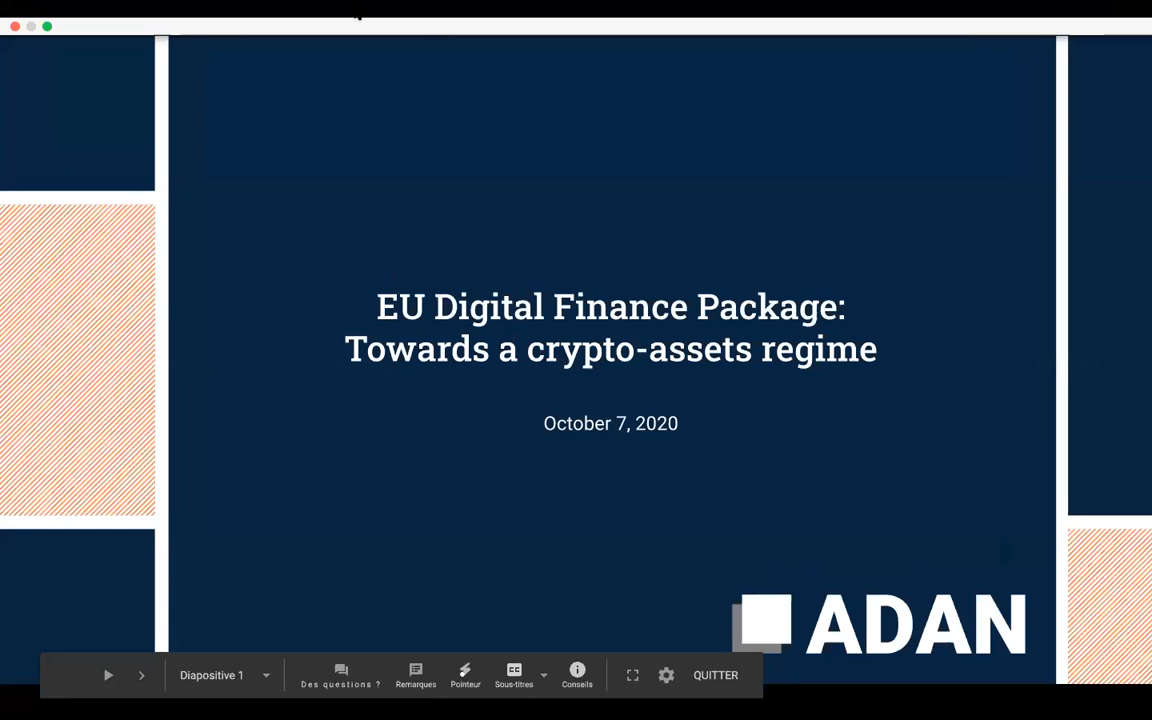 EU Digital Finance Package:
Towards a crypto-assets regime
October 7, 2020
ADAN
Diapositive 1
Des questions ?
Remarques
Pointeur
Sous-titres
Conseils
QUITTER